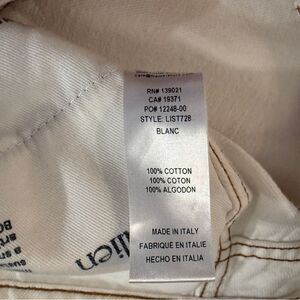 RN# 139021
CA# 19371
PO# 12248-00
STYLE: LIST728
BLANC
100% COTTON
100% COTON
100% ALGODÓN
MADE IN ITALY
FABRIQUÉ EN ITALIE
HECHO EN ITALIA